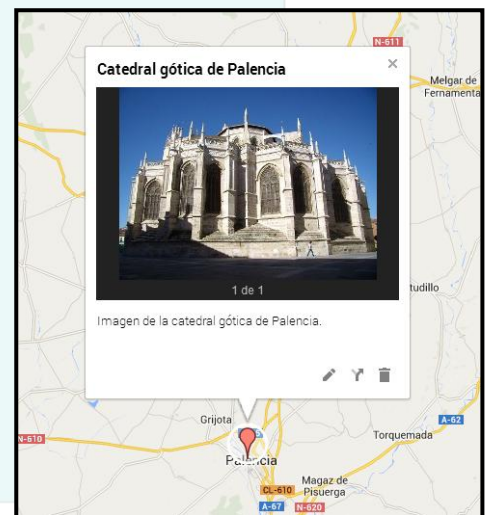 N-611
Catedral gótica de Palencia
Melgar de
Fernamenta
1 de 1
tudillo
Imagen de la catedral gótica de Palencia.
Grijota
A-62
N-610
Torquemada
Palencia
Magaz de
Pisuerga
CL-610
A-67
N-620